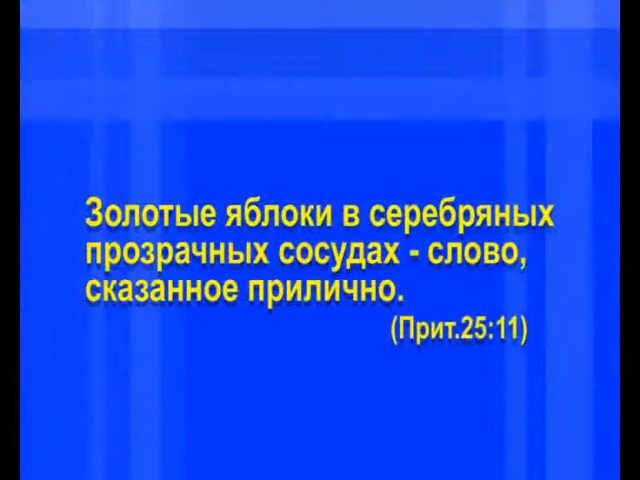 Золотые яблоки в серебряных
прозрачных сосудах - слово,
сказанное прилично.
(Прит.25:11)